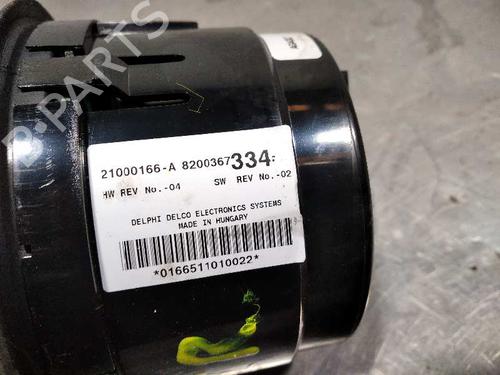 B-PARTS
21000166-A 8200367334-
HW REV No.-04 SW REV No.-02
DELPHI DELCO ELECTRONICS SYSTEMS
MADE IN HUNGARY
*0166511010022*